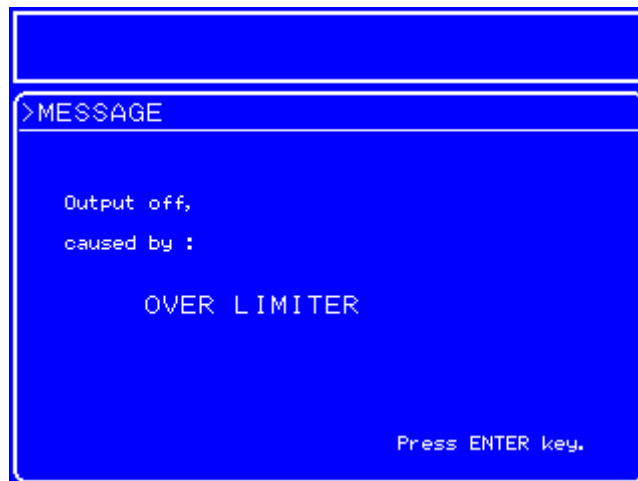 >MESSAGE
Output off,
caused by :
OVER LIMITER
Press ENTER key.